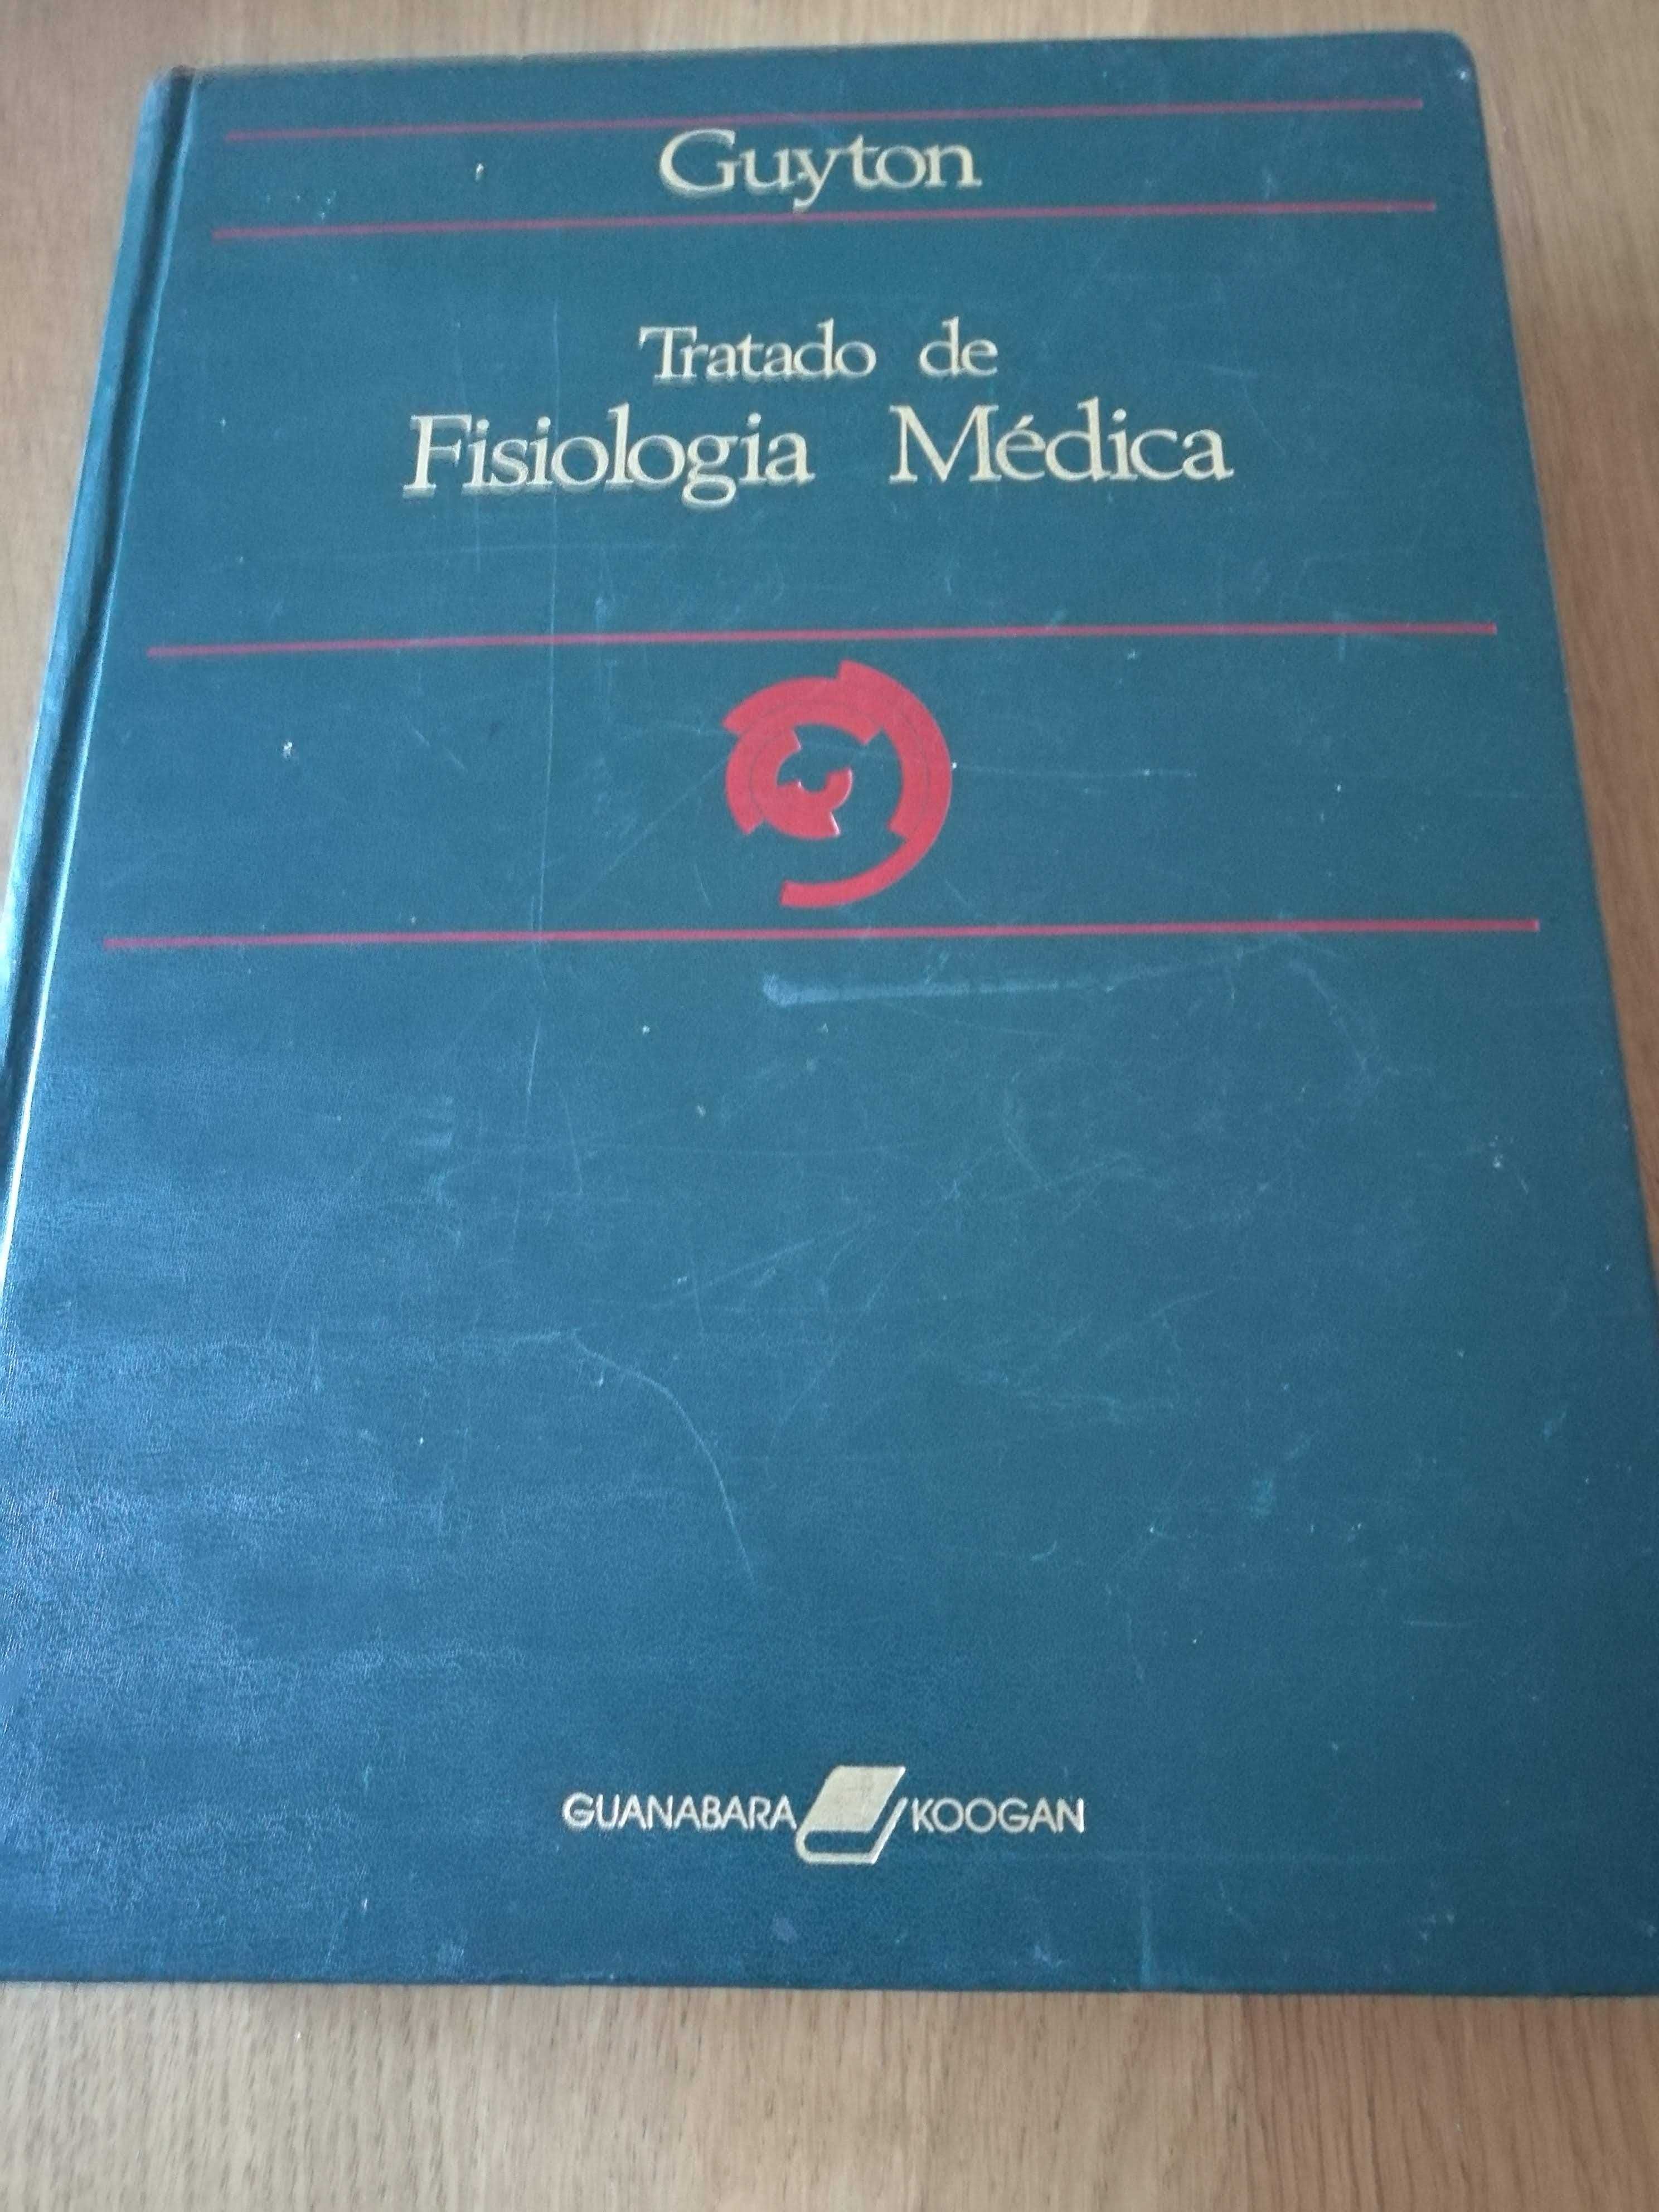 Guyton
Tratado de
Fisiologia Médica
GUANABARA KOOGAN